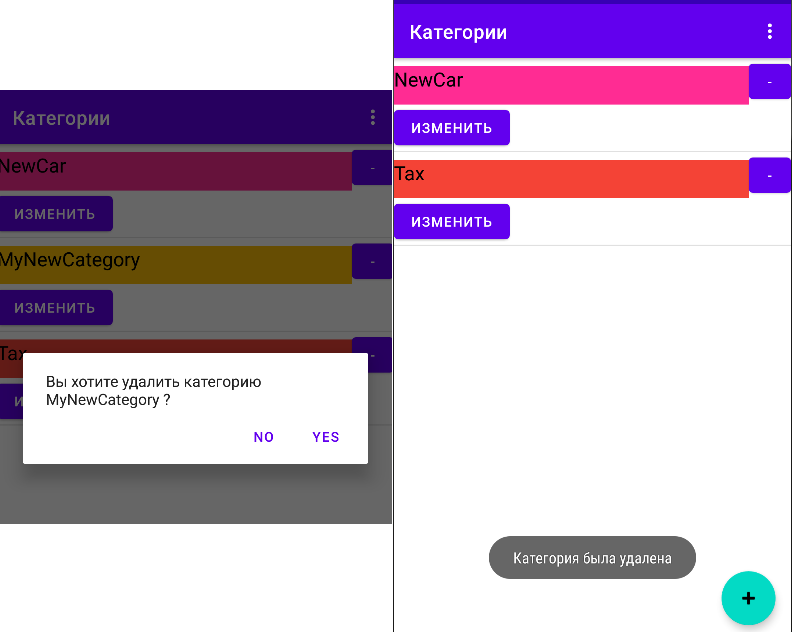 Категории
NewCar
-
ИЗМЕНИТЬ
MyNewCategory
-
ИЗМЕНИТЬ
Tax
-
И
Вы хотите удалить категорию
MyNewCategory ?
NO YES
Категории
NewCar
-
ИЗМЕНИТЬ
Tax
-
ИЗМЕНИТЬ
Категория была удалена
+